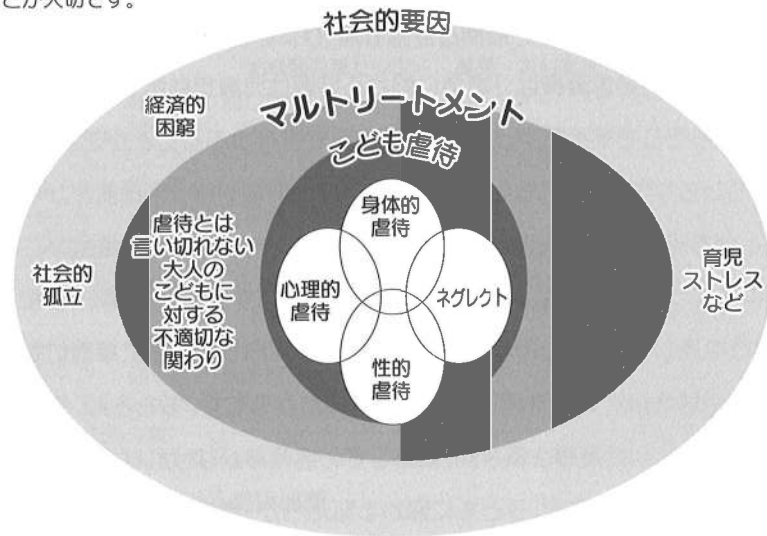 とが大切です。
社会的要因
経済的
困窮
マルトリートメント
こども虐待
身体的
虐待
虐待とは
言い切れない
大人の
こどもに
対する
不適切な
関わり
社会的
孤立
心理的
虐待
ネグレクト
育児
ストレス
など
性的
虐待